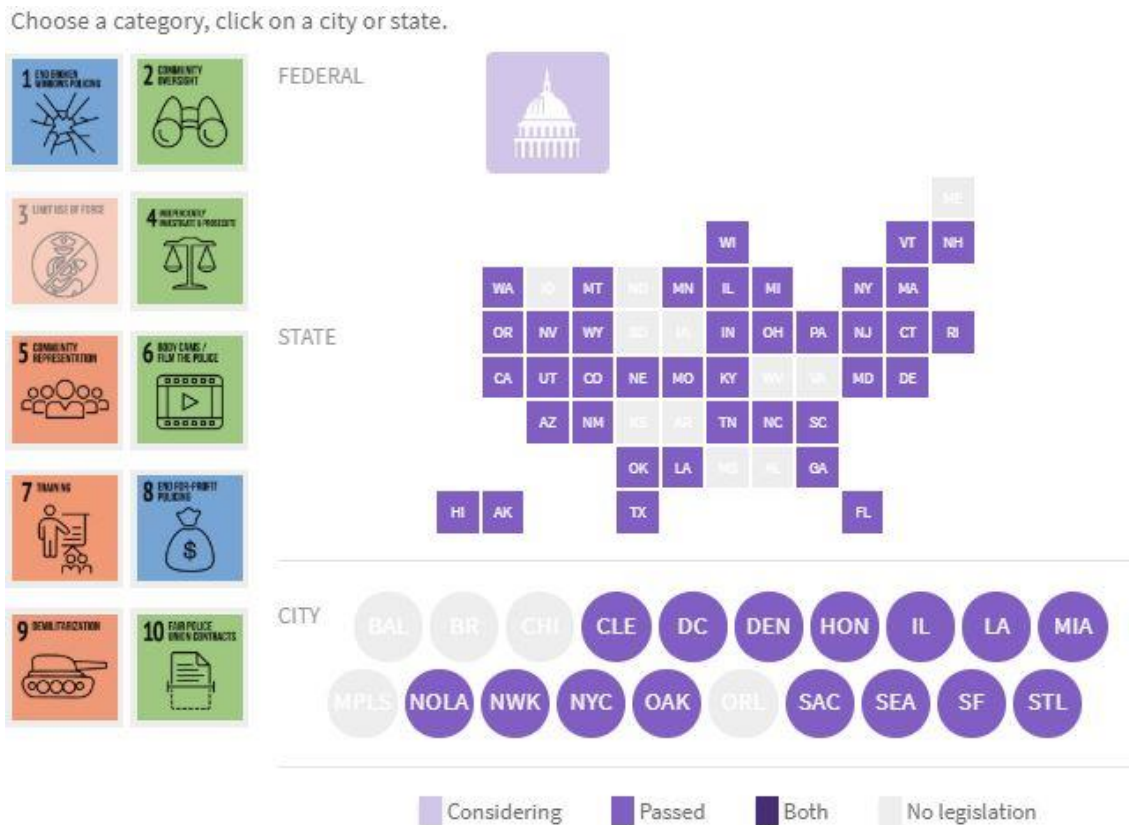 Choose a category, click on a city or state.
1 END BROKEN WINDOWS POLICING
2 COMMUNITY OVERSIGHT
3 LIMIT USE OF FORCE
4 INDEPENDENTLY INVESTIGATE & PROSECUTE
5 COMMUNITY REPRESENTATION
6 BODY CAMS / FILM THE POLICE
7 TRAINING
8 END FOR-PROFIT POLICING
$
9 DEMILITARIZATION
10 FAIR POLICE UNION CONTRACTS
FEDERAL
STATE
ME
WI VT NH
WA ID MT ND MN IL MI NY MA
OR NV WY SD IA IN OH PA NJ CT RI
CA UT CO NE MO KY WV VA MD DE
AZ NM KS AR TN NC SC
OK LA MS AL GA
HI AK TX FL
CITY
BAL BR CHI CLE DC DEN HON IL LA MIA
MPLS NOLA NWK NYC OAK ORL SAC SEA SF STL
Considering Passed Both No legislation